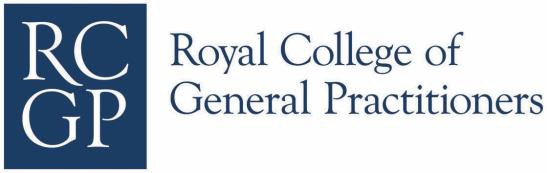 RC
GP
Royal College of
General Practitioners